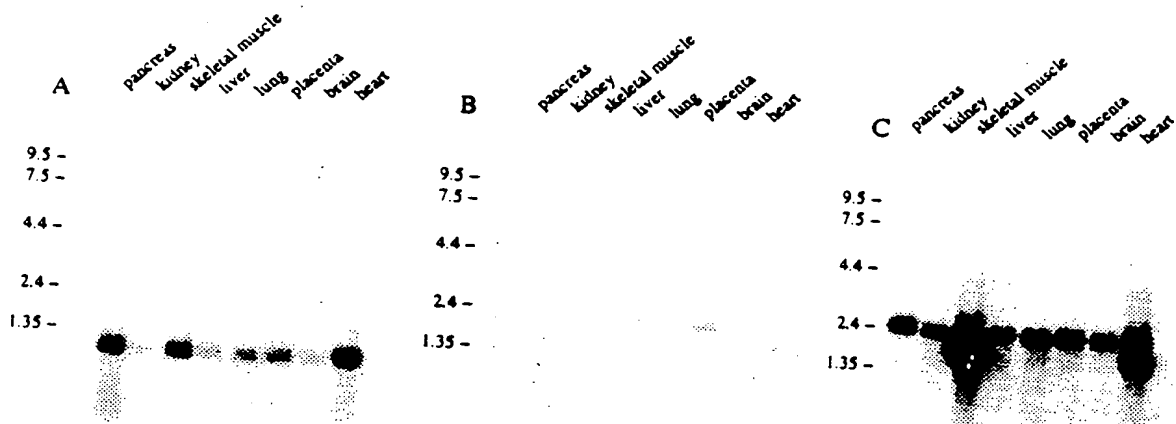 A
pancreas
kidney
skeletal muscle
liver
lung
placenta
brain
heart
9.5 –
7.5 –
4.4 –
2.4 –
1.35 –
B
pancreas
kidney
skeletal muscle
liver
lung
placenta
brain
heart
9.5 –
7.5 –
4.4 –
2.4 –
1.35 –
C
pancreas
kidney
skeletal muscle
liver
lung
placenta
brain
heart
9.5 –
7.5 –
4.4 –
2.4 –
1.35 –